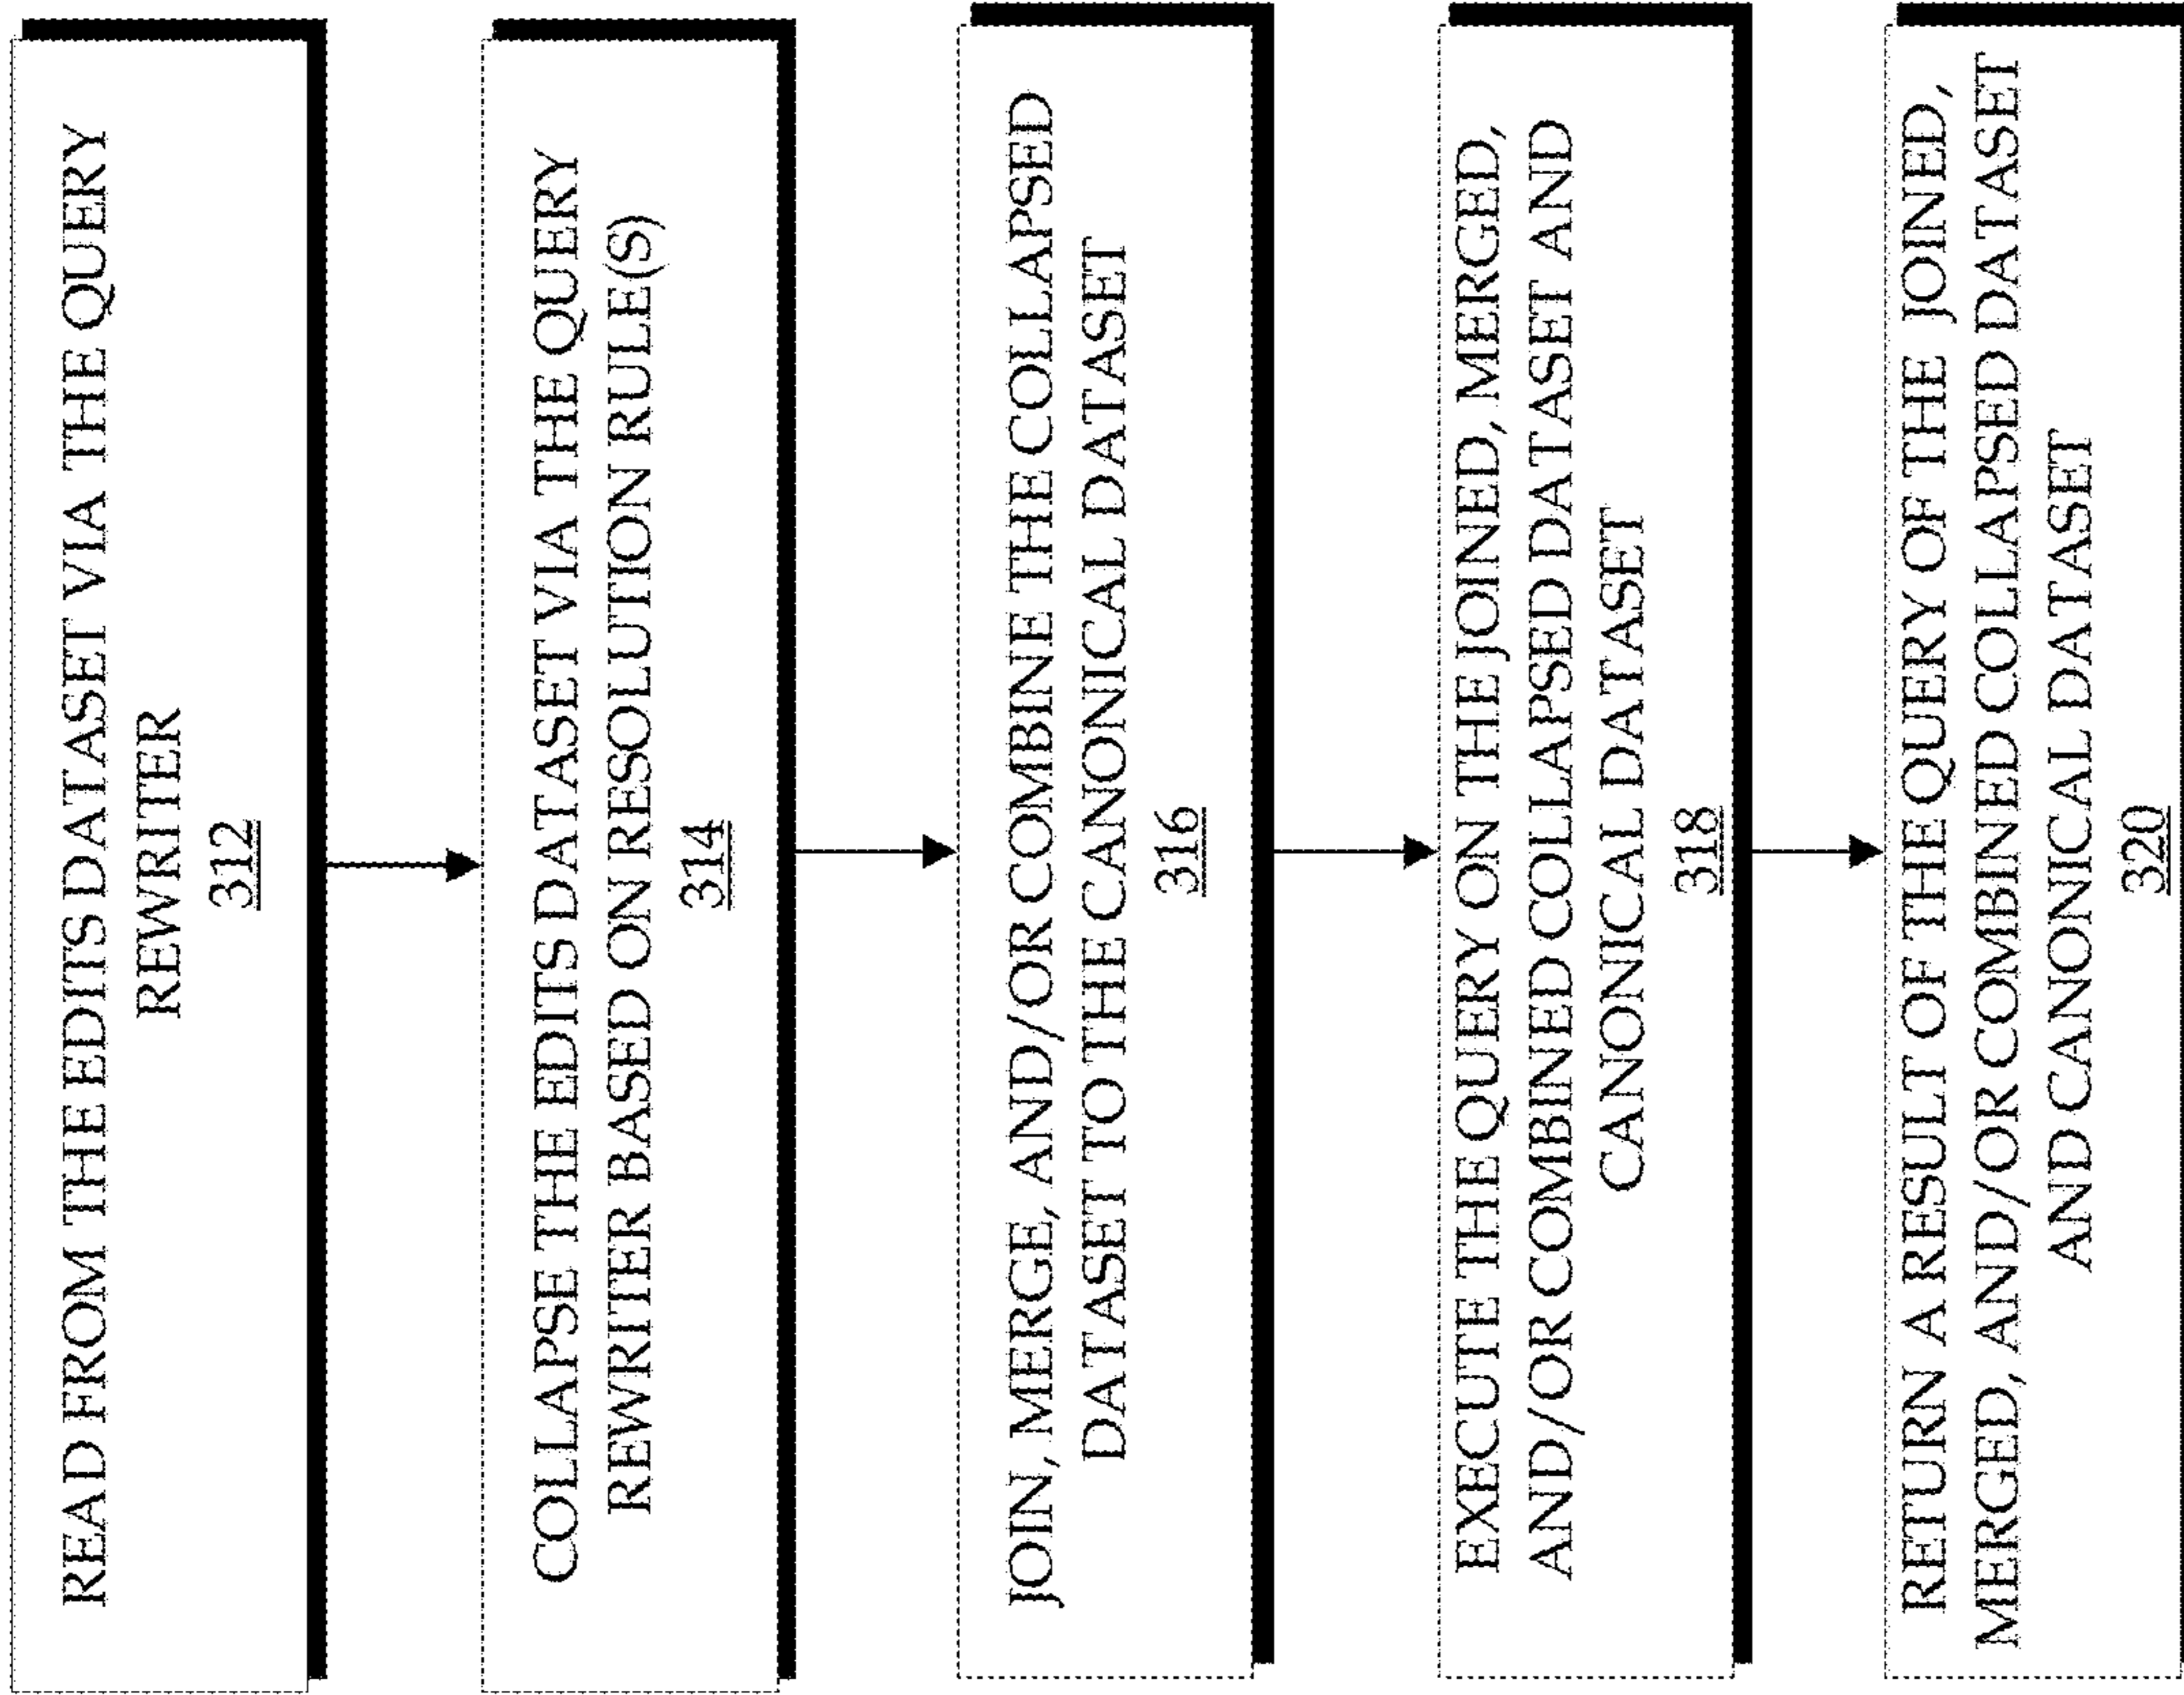 READ FROM THE EDITS DATASET VIA THE QUERY
REWRITER
312
COLLAPSE THE EDITS DATASET VIA THE QUERY
REWRITER BASED ON RESOLUTION RULE(S)
314
JOIN, MERGE, AND/OR COMBINE THE COLLAPSED
DATASET TO THE CANONICAL DATASET
316
EXECUTE THE QUERY ON THE JOINED, MERGED,
AND/OR COMBINED COLLAPSED DATASET AND
CANONICAL DATASET
318
RETURN A RESULT OF THE QUERY OF THE JOINED,
MERGED, AND/OR COMBINED COLLAPSED DATASET
AND CANONICAL DATASET
320